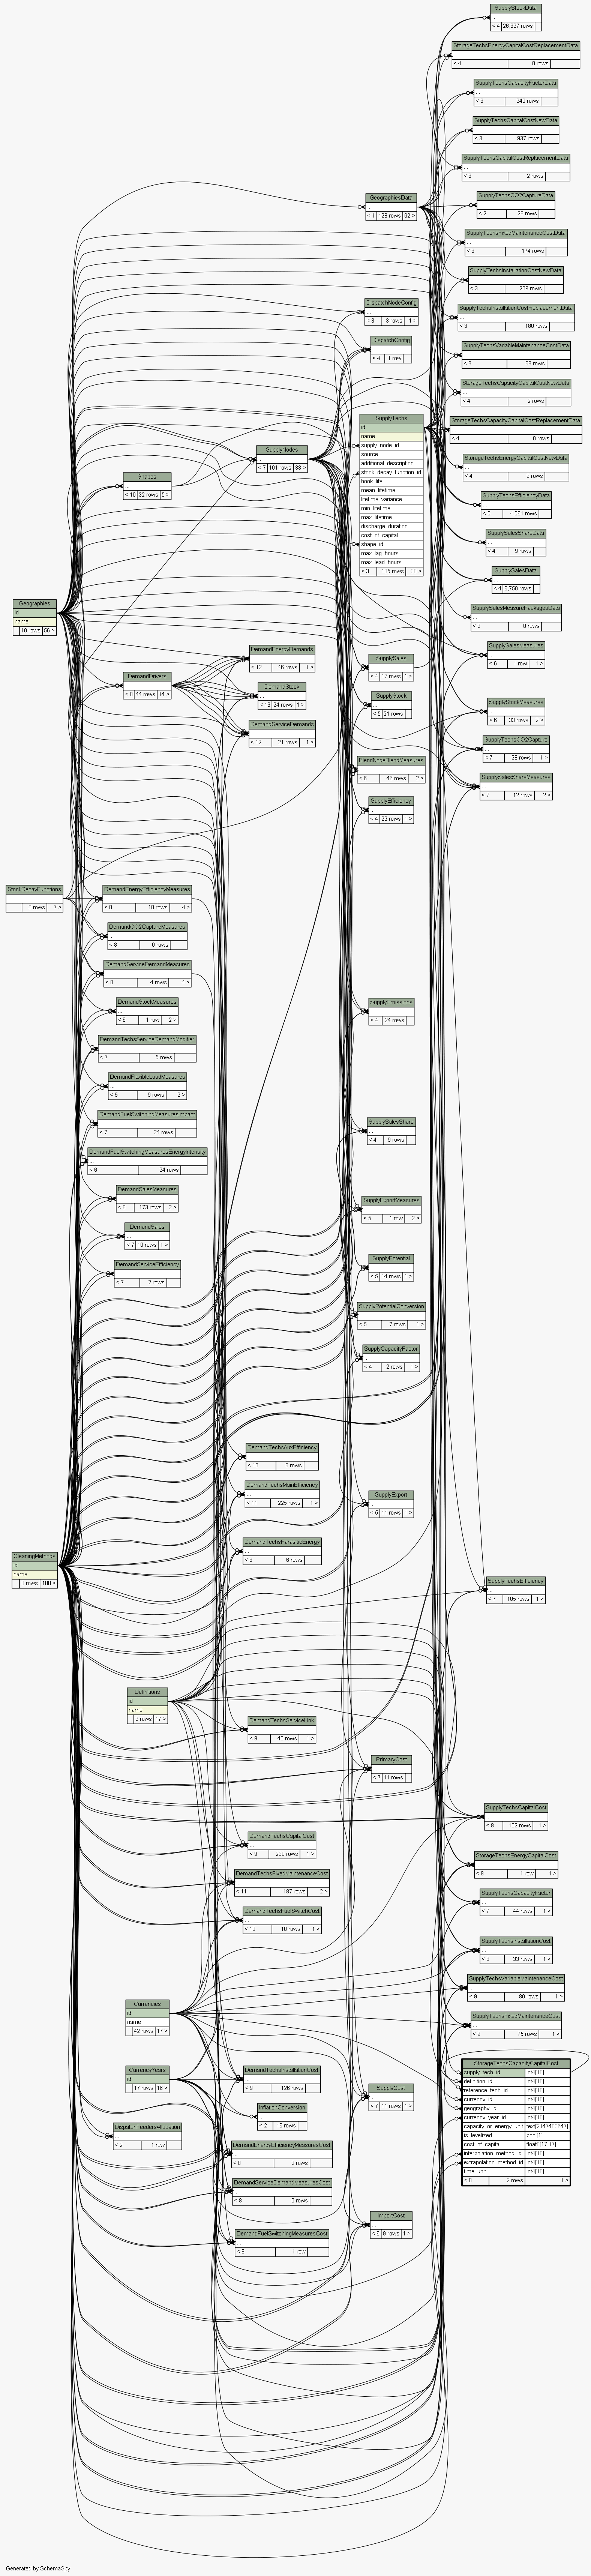 SupplyStockData
...
< 4 26,327 rows
StorageTechsEnergyCapitalCostReplacementData
...
< 4 0 rows
SupplyTechsCapacityFactorData
...
< 3 240 rows
SupplyTechsCapitalCostNewData
...
< 3 837 rows
SupplyTechsCapitalCostReplacementData
...
< 3 2 rows
SupplyTechsCO2CaptureData
...
< 2 28 rows
GeographiesData
...
< 1 128 rows 62 >
SupplyTechsFixedMaintenanceCostData
...
< 3 174 rows
SupplyTechsInstallationCostNewData
...
< 3 209 rows
DispatchNodeConfig
...
< 3 3 rows 1 >
SupplyTechsInstallationCostReplacementData
...
< 3 180 rows
DispatchConfig
...
< 4 1 row
SupplyTechsVariableMaintenanceCostData
...
< 3 68 rows
StorageTechsCapacityCapitalCostNewData
...
< 4 2 rows
SupplyTechs
id
name
supply_node_id
source
additional_description
stock_decay_function_id
book_life
mean_lifetime
lifetime_variance
min_lifetime
max_lifetime
discharge_duration
cost_of_capital
shape_id
max_lag_hours
max_lead_hours
< 3 105 rows 30 >
StorageTechsCapacityCapitalCostReplacementData
...
< 4 0 rows
SupplyNodes
...
< 7 101 rows 38 >
StorageTechsEnergyCapitalCostNewData
...
< 4 9 rows
Shapes
...
< 10 32 rows 5 >
SupplyTechsEfficiencyData
...
< 5 4,561 rows
SupplySalesShareData
...
< 4 9 rows
SupplySalesData
...
< 4 6,750 rows
Geographies
id
name
10 rows 56 >
SupplySalesMeasurePackagesData
...
< 2 0 rows
DemandEnergyDemands
...
< 12 46 rows 1 >
SupplySales
...
< 4 17 rows 1 >
SupplySalesMeasures
...
< 6 1 row 1 >
DemandDrivers
...
< 8 44 rows 14 >
DemandStock
...
< 13 24 rows 1 >
SupplyStock
...
< 5 21 rows
SupplyStockMeasures
...
< 6 33 rows 2 >
DemandServiceDemands
...
< 12 21 rows 1 >
SupplyTechsCO2Capture
...
< 7 28 rows 1 >
BlendNodeBlendMeasures
...
< 6 46 rows 2 >
SupplySalesShareMeasures
...
< 7 12 rows 2 >
SupplyEfficiency
...
< 4 29 rows 1 >
StockDecayFunctions
...
3 rows 7 >
DemandEnergyEfficiencyMeasures
...
< 8 18 rows 4 >
DemandCO2CaptureMeasures
...
< 8 0 rows
DemandServiceDemandMeasures
...
< 8 4 rows 4 >
DemandStockMeasures
...
< 6 1 row 2 >
SupplyEmissions
...
< 4 24 rows
DemandTechsServiceDemandModifier
...
< 7 5 rows
DemandFlexibleLoadMeasures
...
< 5 9 rows 2 >
DemandFuelSwitchingMeasuresImpact
...
< 7 24 rows
SupplySalesShare
...
< 4 9 rows
DemandFuelSwitchingMeasuresEnergyIntensity
...
< 6 24 rows
DemandSalesMeasures
...
< 8 173 rows 2 >
SupplyExportMeasures
...
< 5 1 row 2 >
DemandSales
...
< 7 10 rows 1 >
DemandServiceEfficiency
...
< 7 2 rows
SupplyPotential
...
< 5 14 rows 1 >
SupplyPotentialConversion
...
< 5 7 rows 1 >
SupplyCapacityFactor
...
< 4 2 rows 1 >
DemandTechsAuxEfficiency
...
< 10 6 rows
DemandTechsMainEfficiency
...
< 11 225 rows 1 >
SupplyExport
...
< 5 11 rows 1 >
DemandTechsParasiticEnergy
...
< 8 6 rows
CleaningMethods
id
name
8 rows 108 >
SupplyTechsEfficiency
...
< 7 105 rows 1 >
Definitions
id
name
2 rows 17 >
DemandTechsServiceLink
...
< 9 40 rows 1 >
PrimaryCost
...
< 7 11 rows
SupplyTechsCapitalCost
...
< 8 102 rows 1 >
DemandTechsCapitalCost
...
< 9 230 rows 1 >
StorageTechsEnergyCapitalCost
...
< 8 1 row 1 >
DemandTechsFixedMaintenanceCost
...
< 11 187 rows 2 >
SupplyTechsCapacityFactor
...
< 7 44 rows 1 >
DemandTechsFuelSwitchCost
...
< 10 10 rows 1 >
SupplyTechsInstallationCost
...
< 8 33 rows 1 >
SupplyTechsVariableMaintenanceCost
...
< 8 80 rows 1 >
Currencies
id
name
42 rows 17 >
SupplyTechsFixedMaintenanceCost
...
< 8 75 rows 1 >
CurrencyYears
id
17 rows 16 >
DemandTechsInstallationCost
...
< 9 126 rows
StorageTechsCapacityCapitalCost
supply_tech_id int4[10]
definition_id int4[10]
reference_tech_id int4[10]
currency_id int4[10]
geography_id int4[10]
currency_year_id int4[10]
capacity_or_energy_unit text[2147483647]
is_levelized bool[1]
cost_of_capital float8[17,17]
interpolation_method_id int4[10]
extrapolation_method_id int4[10]
time_unit int4[10]
< 8 2 rows 1 >
SupplyCost
...
< 7 11 rows 1 >
InflationConversion
...
< 2 16 rows
DispatchFeedersAllocation
...
< 2 1 row
DemandEnergyEfficiencyMeasuresCost
...
< 8 2 rows
DemandServiceDemandMeasuresCost
...
< 8 0 rows
ImportCost
...
< 6 9 rows 1 >
DemandFuelSwitchingMeasuresCost
...
< 8 1 row
Generated by SchemaSpy